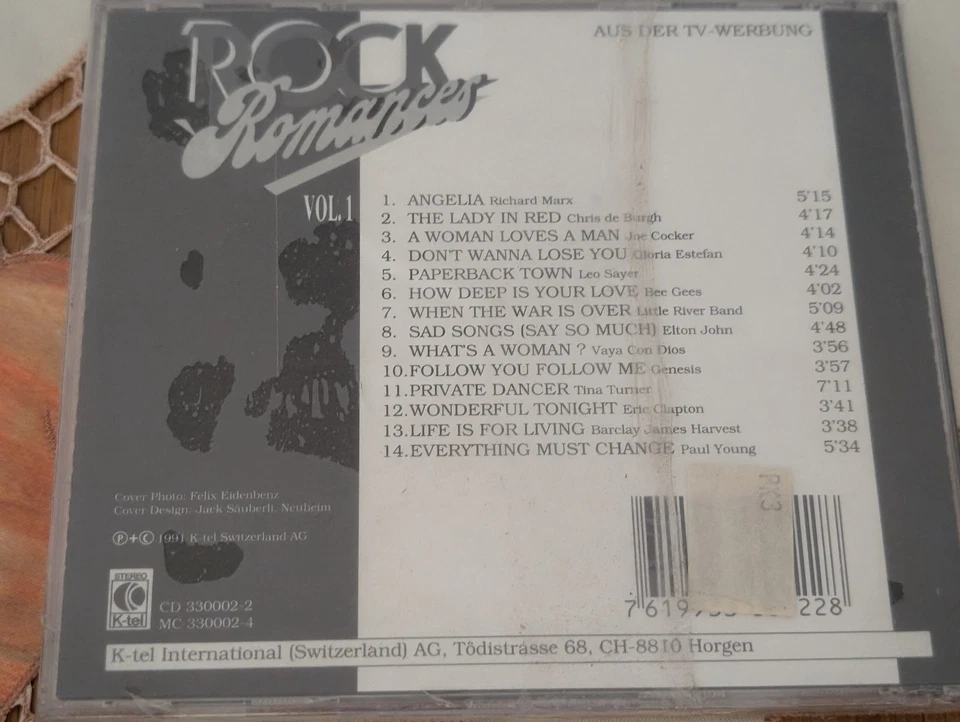 ROCK
Romances
AUS DER TV-WERBUNG
VOL. 1
1. ANGELIA Richard Marx 5'15
2. THE LADY IN RED Chris de Burgh 4'17
3. A WOMAN LOVES A MAN Joe Cocker 4'14
4. DON'T WANNA LOSE YOU Gloria Estefan 4'10
5. PAPERBACK TOWN Leo Sayer 4'24
6. HOW DEEP IS YOUR LOVE Bee Gees 4'02
7. WHEN THE WAR IS OVER Little River Band 5'09
8. SAD SONGS (SAY SO MUCH) Elton John 4'48
9. WHAT'S A WOMAN ? Vaya Con Dios 3'56
10. FOLLOW YOU FOLLOW ME Genesis 3'57
11. PRIVATE DANCER Tina Turner 7'11
12. WONDERFUL TONIGHT Eric Clapton 3'41
13. LIFE IS FOR LIVING Barclay James Harvest 3'38
14. EVERYTHING MUST CHANGE Paul Young 5'34
PK3
Cover Photo: Felix Eidenbenz
Cover Design: Jack Säuberli, Neuheim
Ⓟ+© 1991 K-tel Switzerland AG
STEREO
K-tel
CD 330002-2
MC 330002-4
228
K-tel International (Switzerland) AG, Tödistrasse 68, CH-8810 Horgen